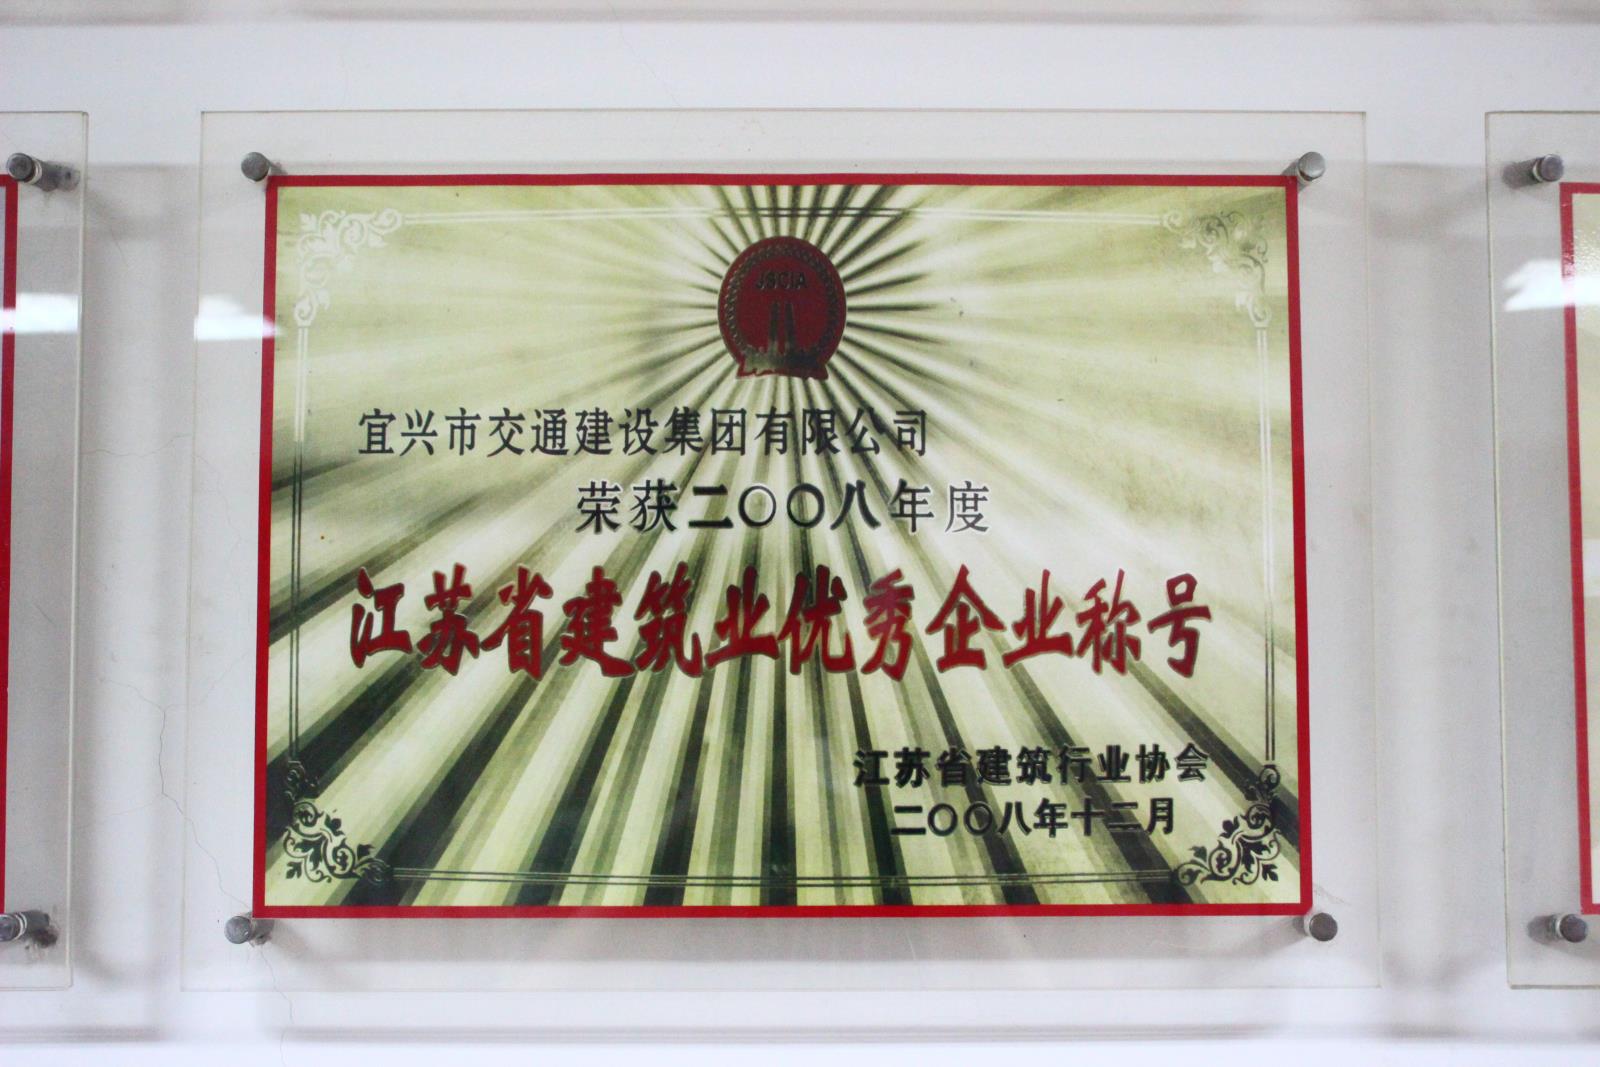 JSCIA
宜兴市交通建设集团有限公司
荣获二〇〇八年度
江苏省建筑业优秀企业称号
江苏省建筑行业协会
二〇〇八年十二月